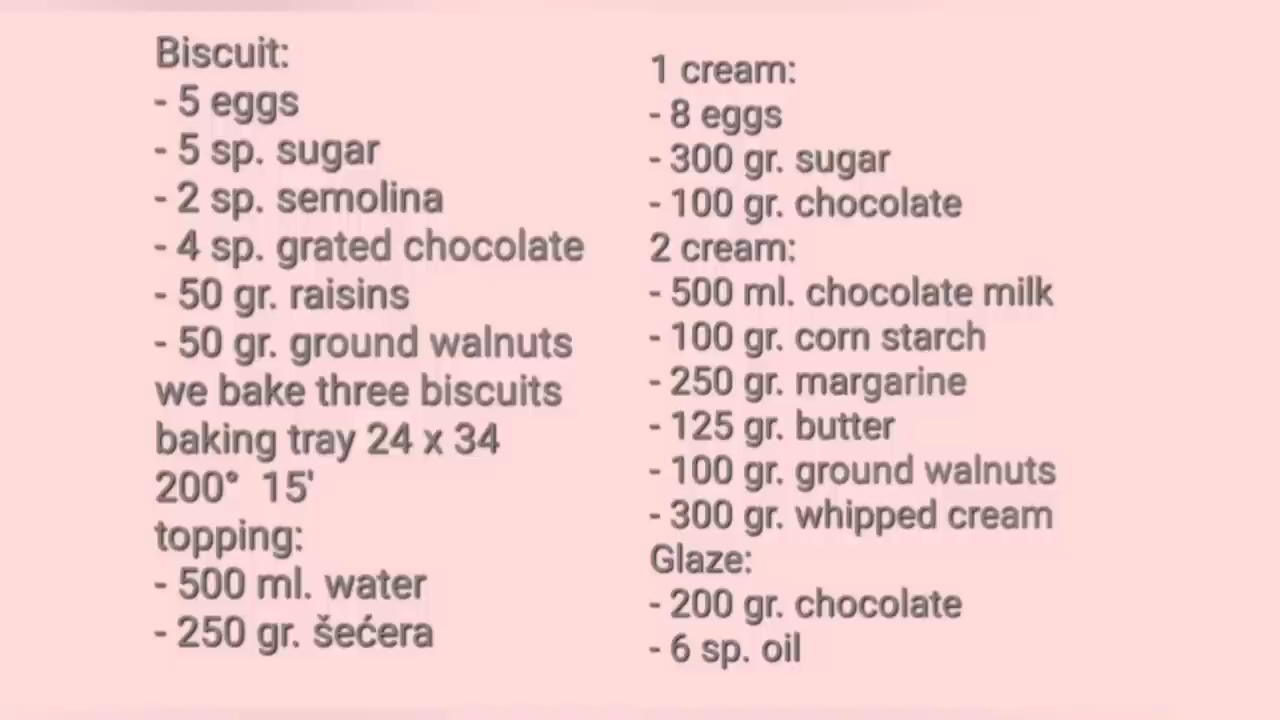 Biscuit:
- 5 eggs
- 5 sp. sugar
- 2 sp. semolina
- 4 sp. grated chocolate
- 50 gr. raisins
- 50 gr. ground walnuts
we bake three biscuits
baking tray 24 x 34
200° 15'
topping:
- 500 ml. water
- 250 gr. šećera
1 cream:
- 8 eggs
- 300 gr. sugar
- 100 gr. chocolate
2 cream:
- 500 ml. chocolate milk
- 100 gr. corn starch
- 250 gr. margarine
- 125 gr. butter
- 100 gr. ground walnuts
- 300 gr. whipped cream
Glaze:
- 200 gr. chocolate
- 6 sp. oil